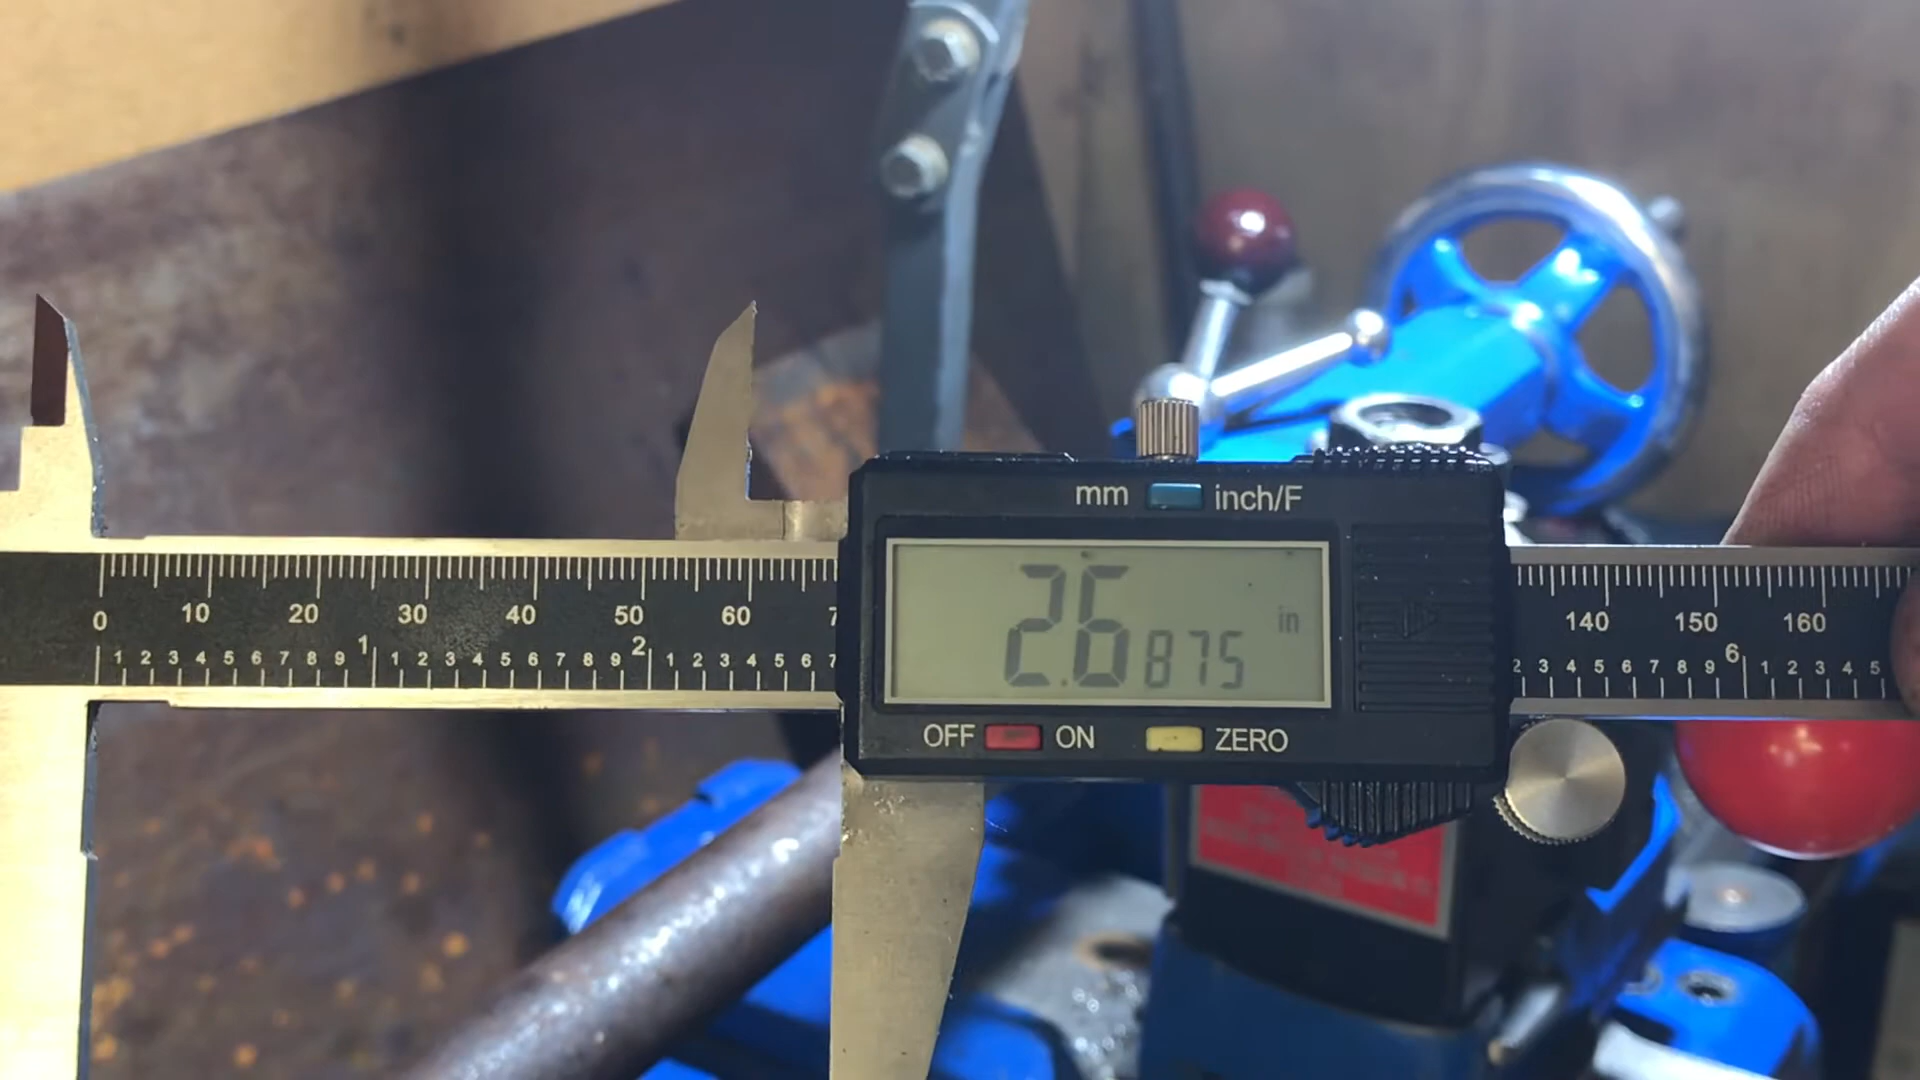 mm inch/F
2.6875 in
OFF ON ZERO
0 10 20 30 40 50 60 7
1 2 3 4 5 6 7 8 9 1 1 2 3 4 5 6 7 8 9 2 1 2 3 4 5 6 7
140 150 160
2 3 4 5 6 7 8 9 6 1 2 3 4 5